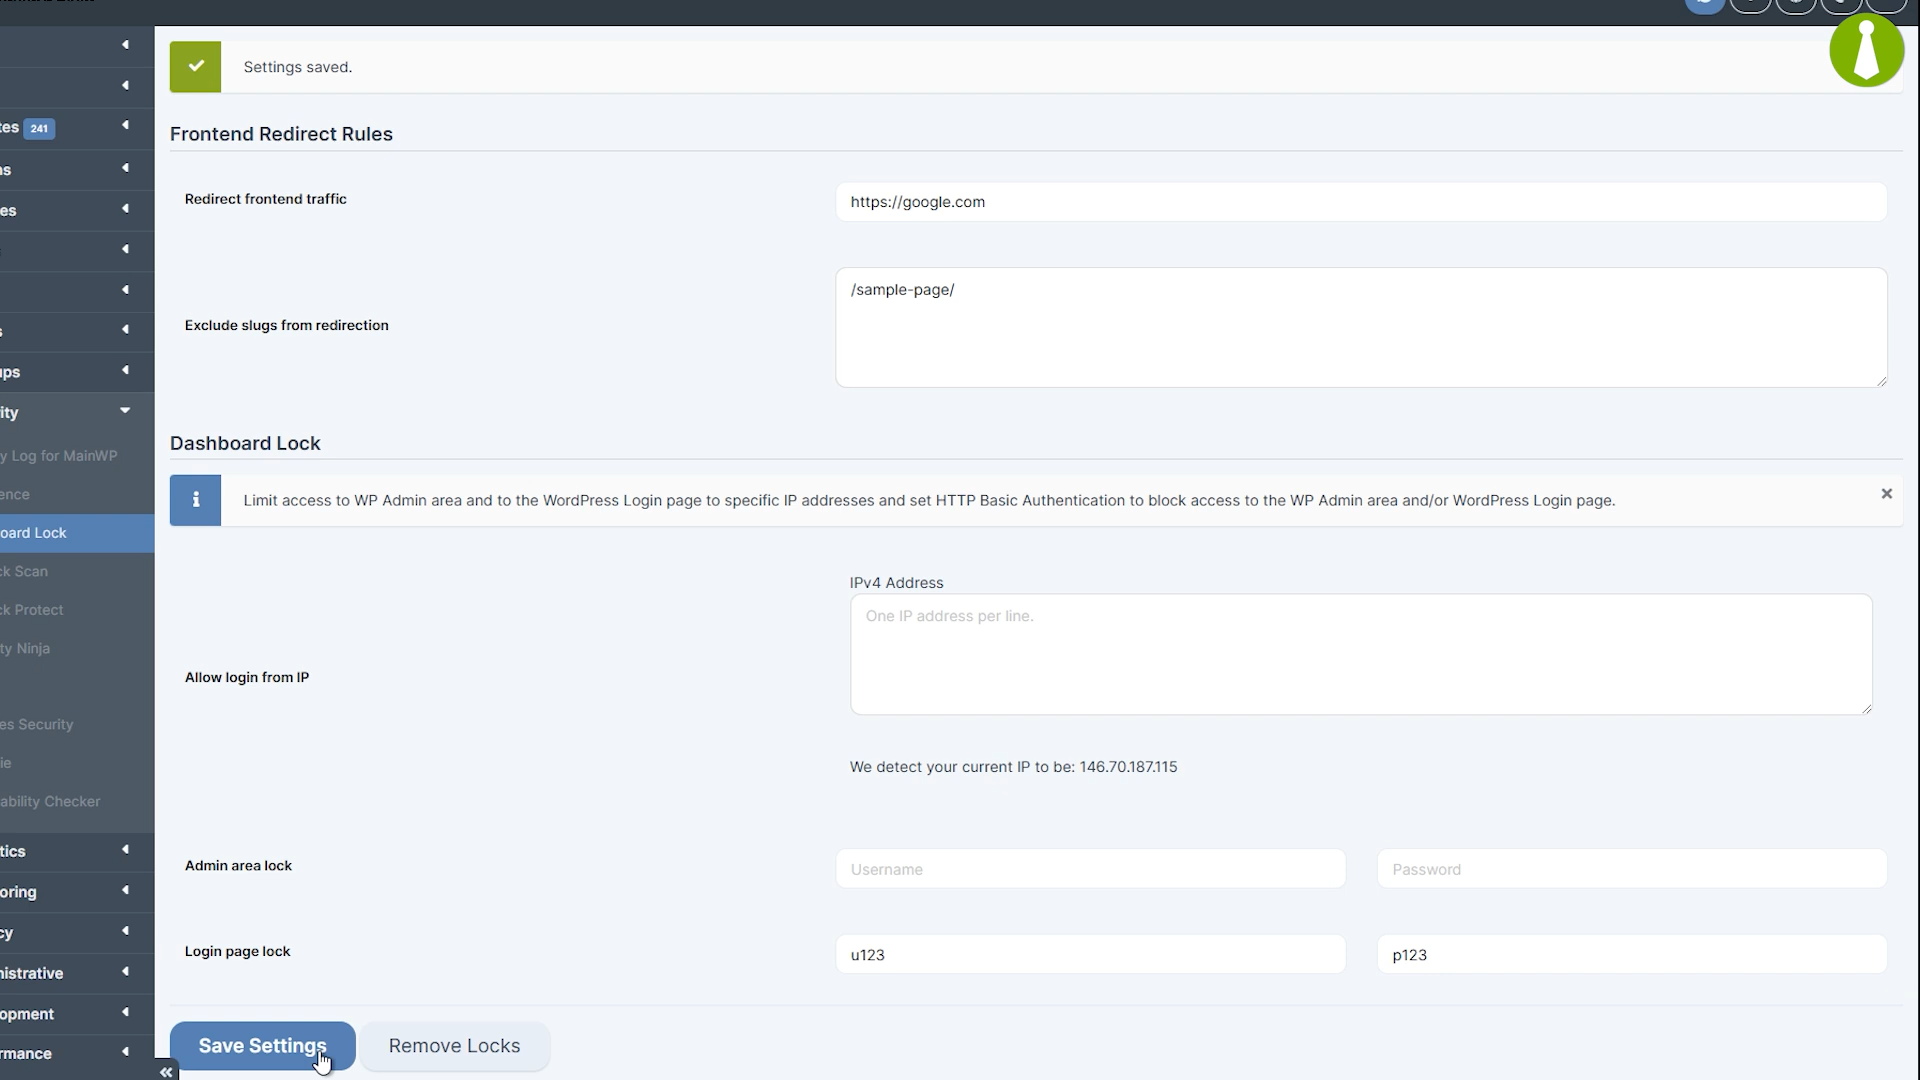 Settings saved.
tes 241
ns
es
Frontend Redirect Rules
Redirect frontend traffic
https://google.com
Exclude slugs from redirection
/sample-page/
s
ups
ity
y Log for MainWP
ence
oard Lock
ck Scan
ck Protect
ty Ninja
es Security
ie
ability Checker
tics
oring
cy
nistrative
opment
rmance
«
Dashboard Lock
i
Limit access to WP Admin area and to the WordPress Login page to specific IP addresses and set HTTP Basic Authentication to block access to the WP Admin area and/or WordPress Login page.
IPv4 Address
One IP address per line.
Allow login from IP
We detect your current IP to be: 146.70.187.115
Admin area lock
Username
Password
Login page lock
u123
p123
Save Settings
Remove Locks